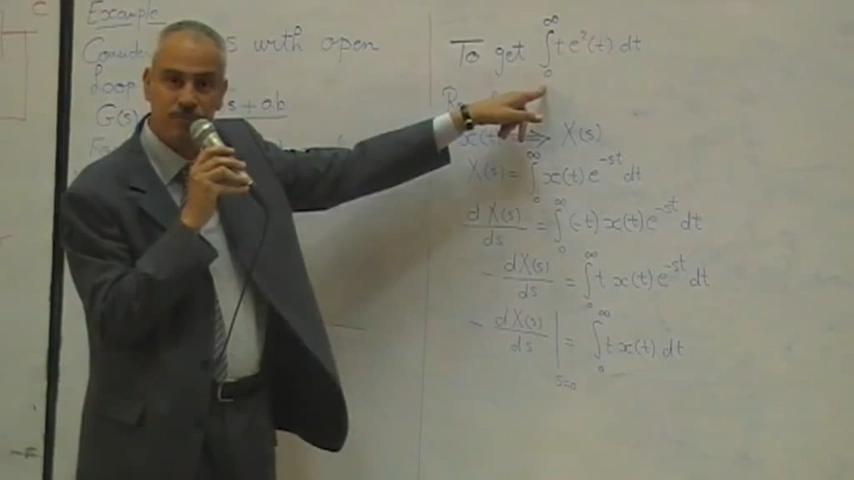 Example
Consider s with open
Loop
G(s) s + ab
To get ∫₀^∞ t e²(t) dt
x(t) ⇒ X(s)
X(s) = ∫₀^∞ x(t) e^{-st} dt
dX(s)/ds = ∫₀^∞ (-t) x(t) e^{-st} dt
- dX(s)/ds = ∫₀^∞ t x(t) e^{-st} dt
- dX(s)/ds |_{s=0} = ∫₀^∞ t x(t) dt